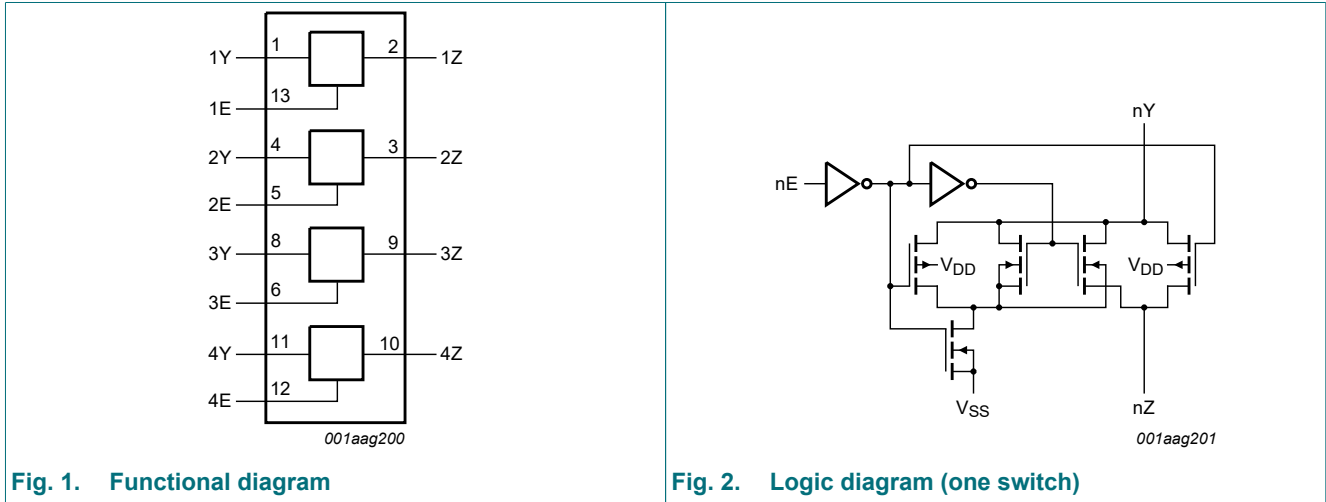 1Y 1 2 1Z
1E 13
2Y 4 3 2Z
2E 5
3Y 8 9 3Z
3E 6
4Y 11 10 4Z
4E 12
001aag200
Fig. 1. Functional diagram
nY
nE
VDD VDD
VSS nZ
001aag201
Fig. 2. Logic diagram (one switch)